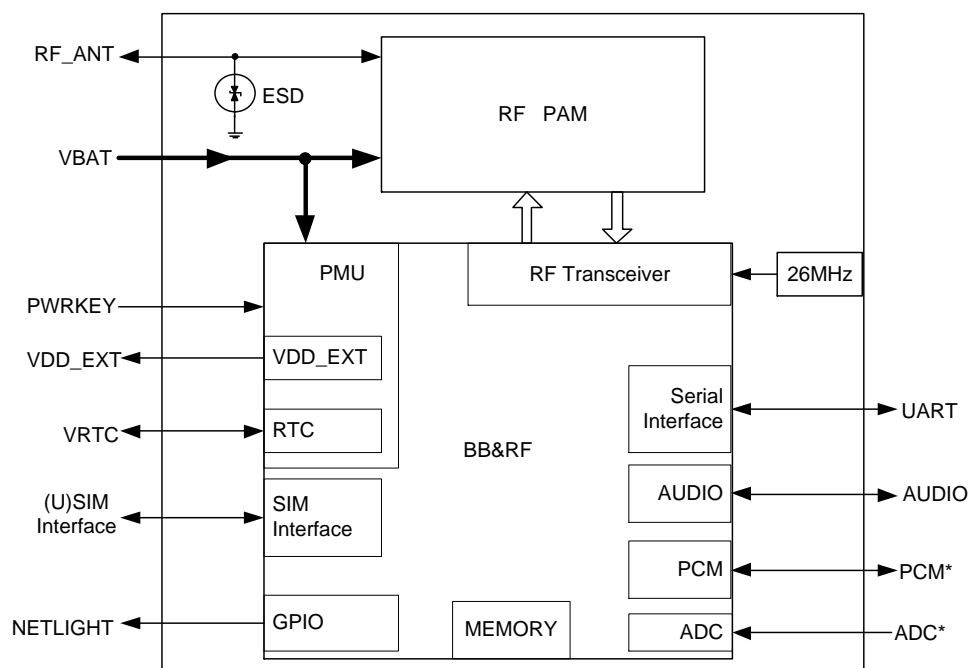 RF_ANT
ESD
RF PAM
VBAT
PMU
RF Transceiver
26MHz
PWRKEY
VDD_EXT
VDD_EXT
Serial
Interface
UART
VRTC
RTC
BB&RF
(U)SIM
Interface
SIM
Interface
AUDIO
AUDIO
PCM
PCM*
NETLIGHT
GPIO
MEMORY
ADC
ADC*